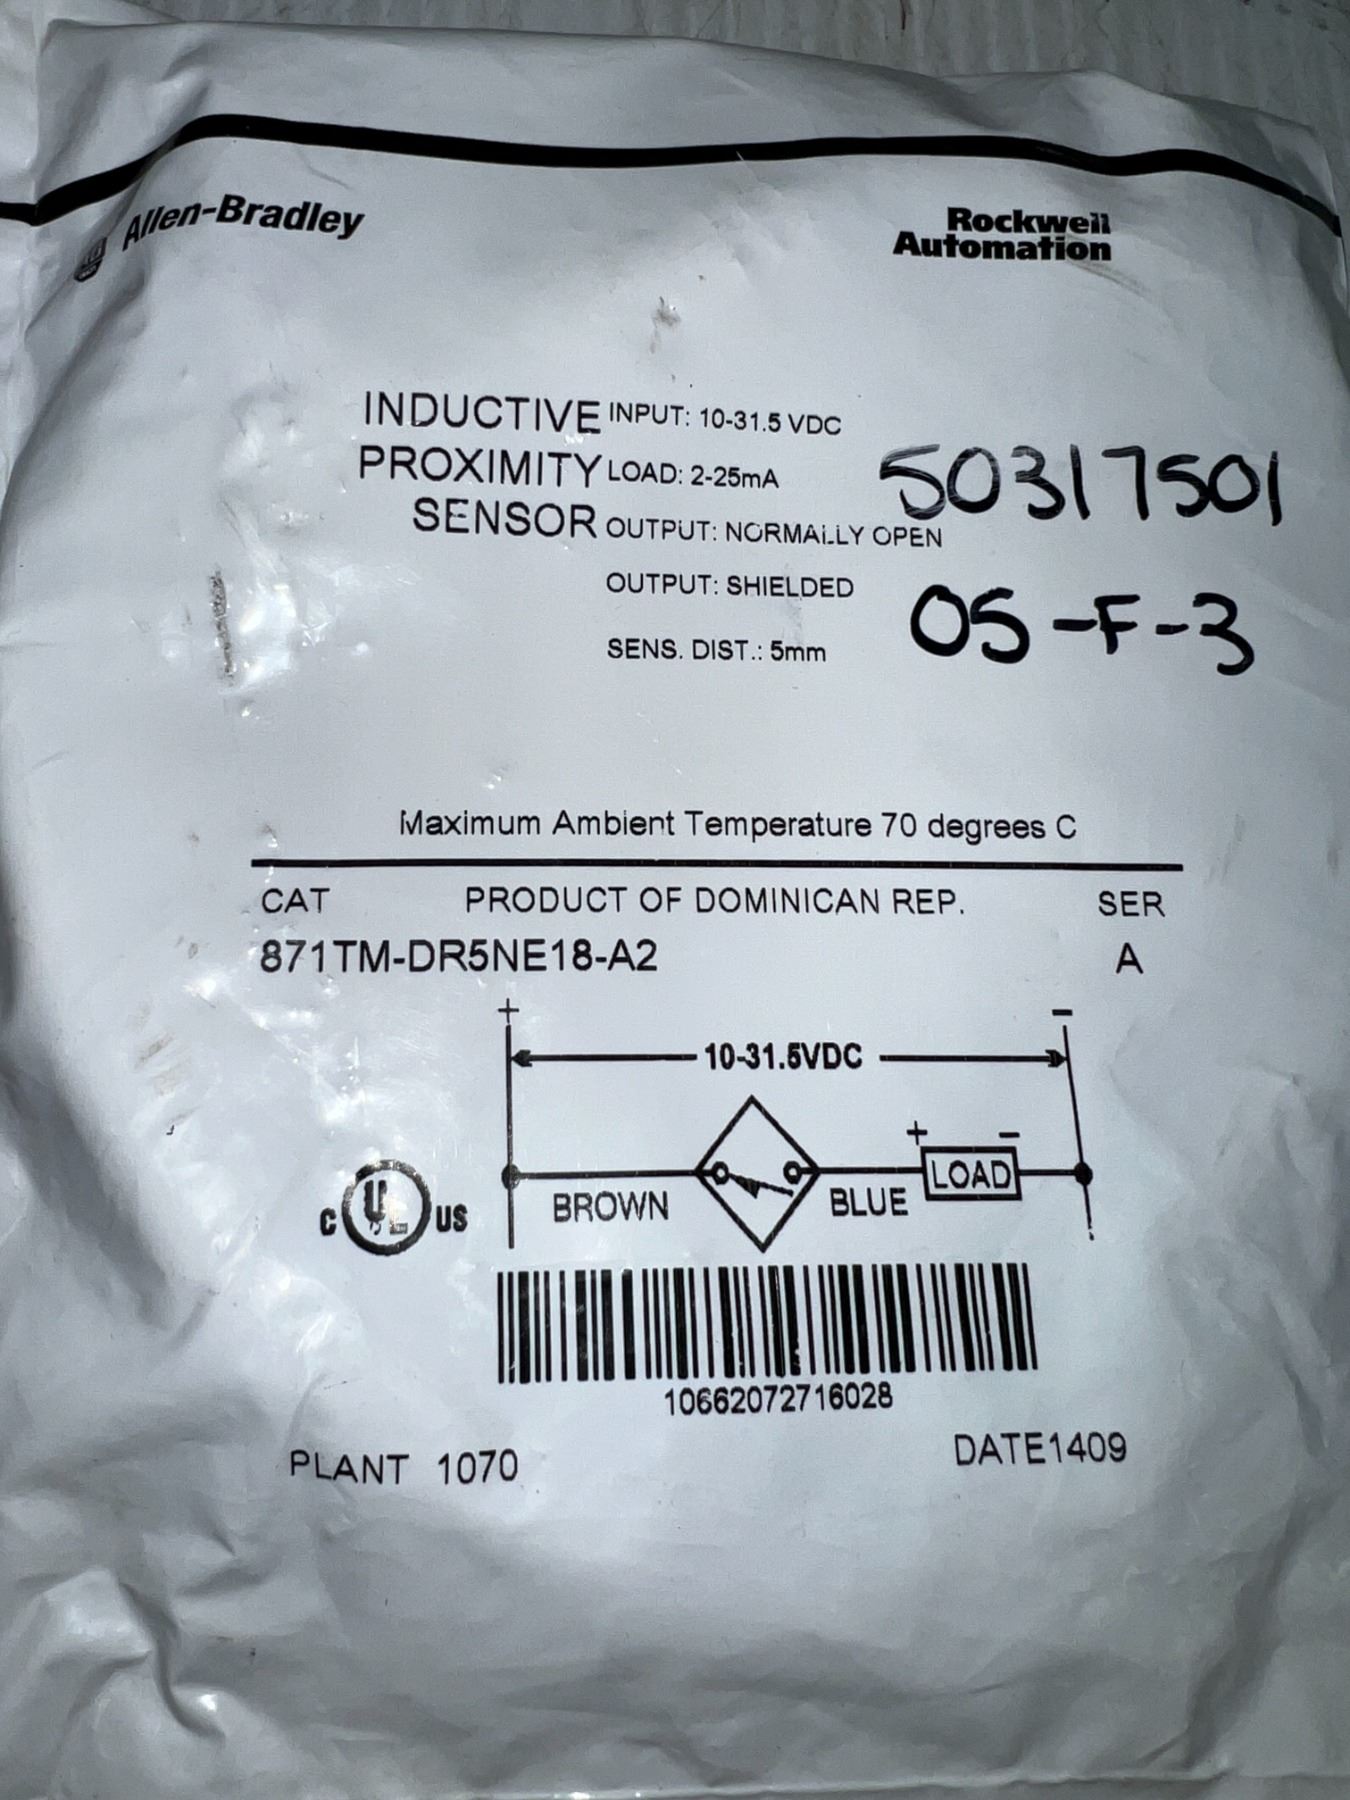 Allen-Bradley
Rockwell
Automation
INDUCTIVE INPUT: 10-31.5 VDC
PROXIMITY LOAD: 2-25mA
50317501
SENSOR OUTPUT: NORMALLY OPEN
OUTPUT: SHIELDED
05-F-3
SENS. DIST.: 5mm
Maximum Ambient Temperature 70 degrees C
CAT PRODUCT OF DOMINICAN REP. SER
871TM-DR5NE18-A2 A
+ -
10-31.5VDC
+ -
LOAD
BROWN BLUE
C UL US
10662072716028
PLANT 1070 DATE1409